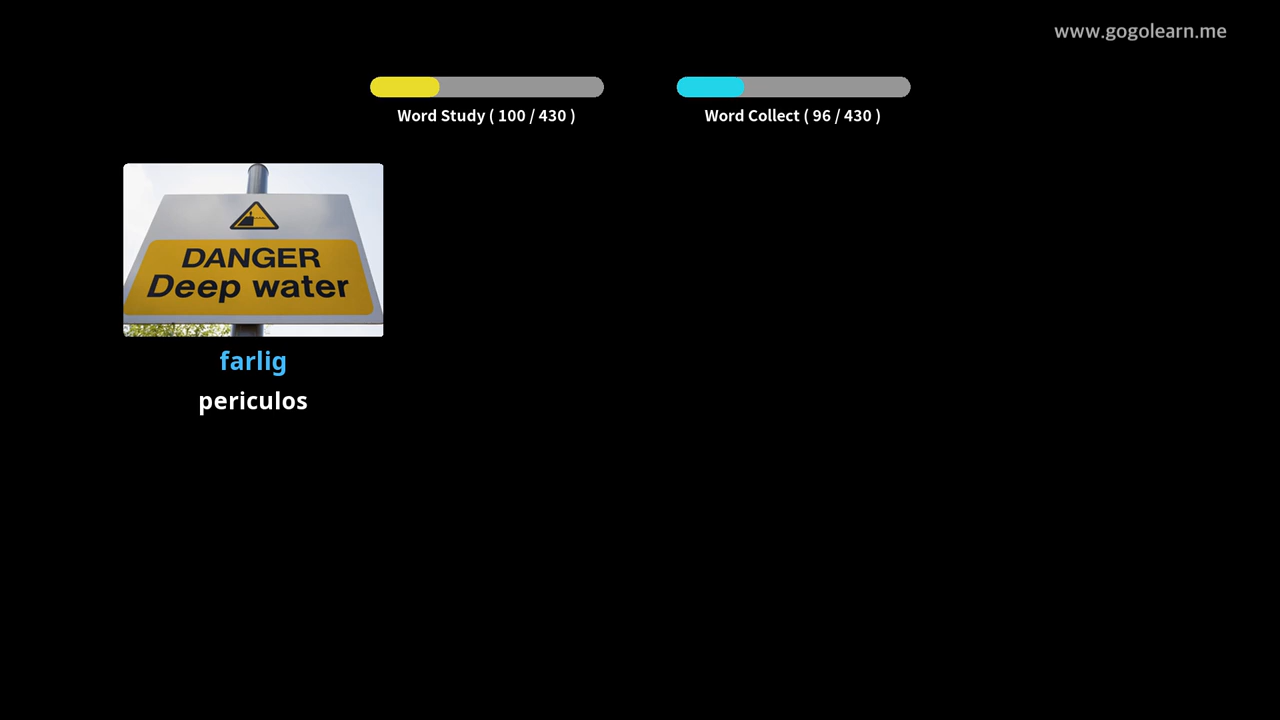 www.gogolearn.me
Word Study ( 100 / 430 )
Word Collect ( 96 / 430 )
DANGER
Deep water
farlig
periculos